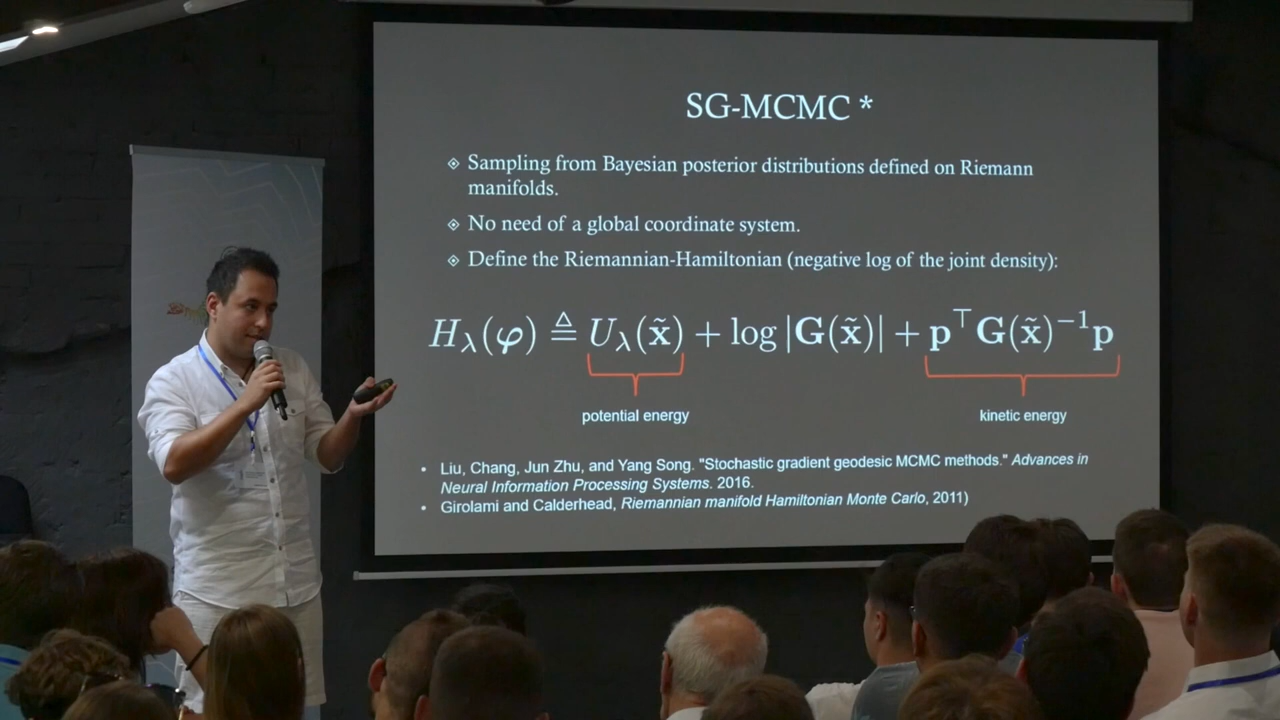 SG-MCMC *
Sampling from Bayesian posterior distributions defined on Riemann
manifolds.
No need of a global coordinate system.
Define the Riemannian-Hamiltonian (negative log of the joint density):
H_λ(φ) ≜ U_λ(x̃) + log |G(x̃)| + p^⊤ G(x̃)^−1 p
potential energy
kinetic energy
• Liu, Chang, Jun Zhu, and Yang Song. "Stochastic gradient geodesic MCMC methods." Advances in
Neural Information Processing Systems. 2016.
• Girolami and Calderhead, Riemannian manifold Hamiltonian Monte Carlo, 2011)